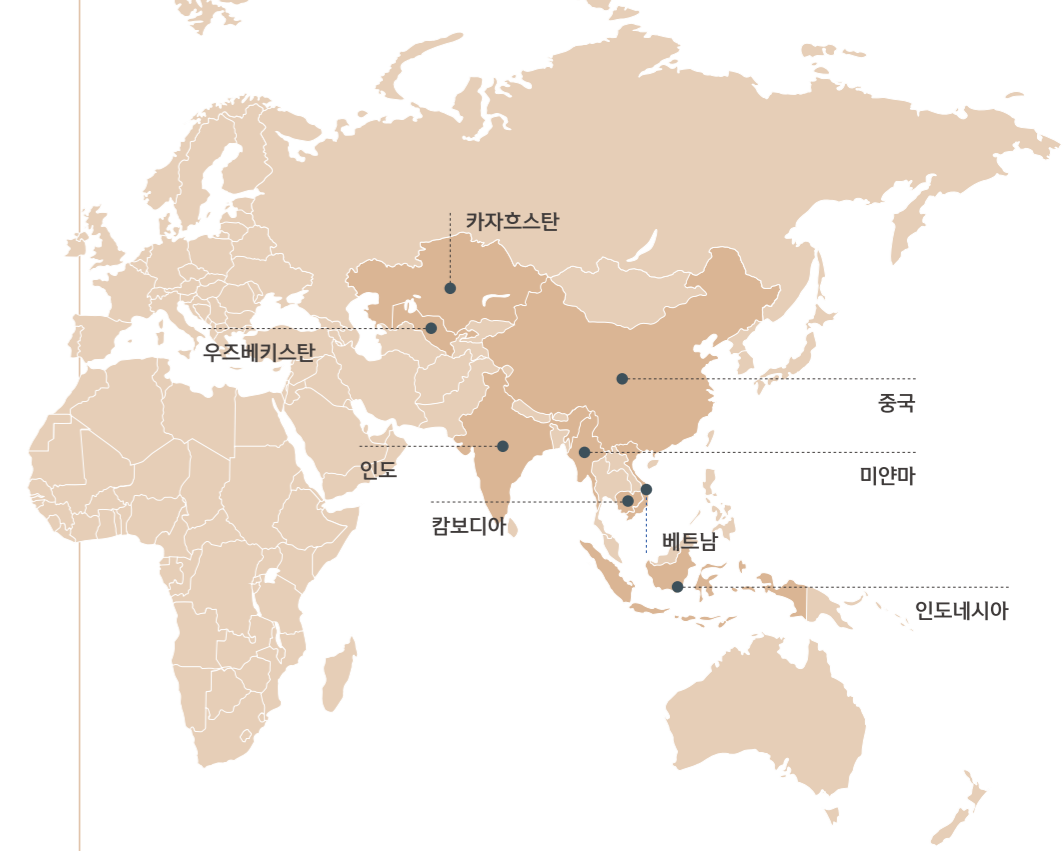 카자흐스탄
우즈베키스탄
중국
인도
미얀마
캄보디아
베트남
인도네시아